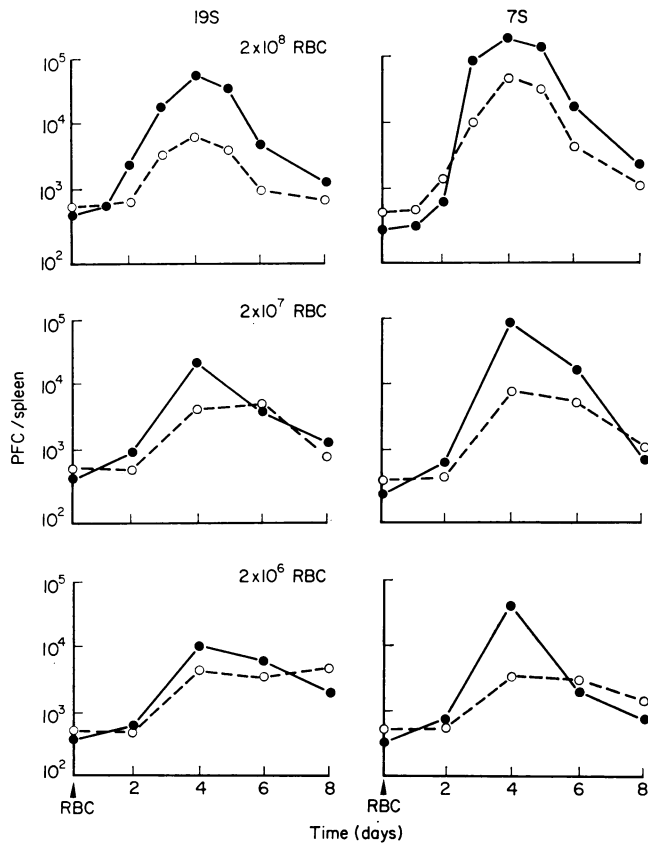 19S 7S
2×10⁸ RBC
10⁵
10⁴
10³
10²
2×10⁷ RBC
10⁵
10⁴
10³
10²
PFC/spleen
2×10⁶ RBC
10⁵
10⁴
10³
10²
2 4 6 8 2 4 6 8
RBC RBC
Time (days)